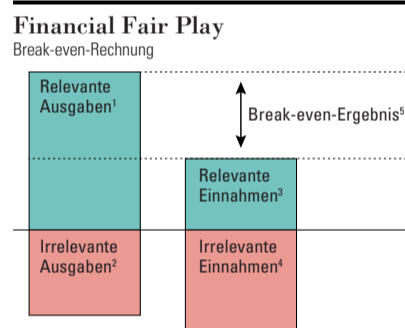 Financial Fair Play
Break-even-Rechnung
Relevante
Ausgaben¹
Break-even-Ergebnis⁵
Relevante
Einnahmen³
Irrelevante
Ausgaben²
Irrelevante
Einnahmen⁴